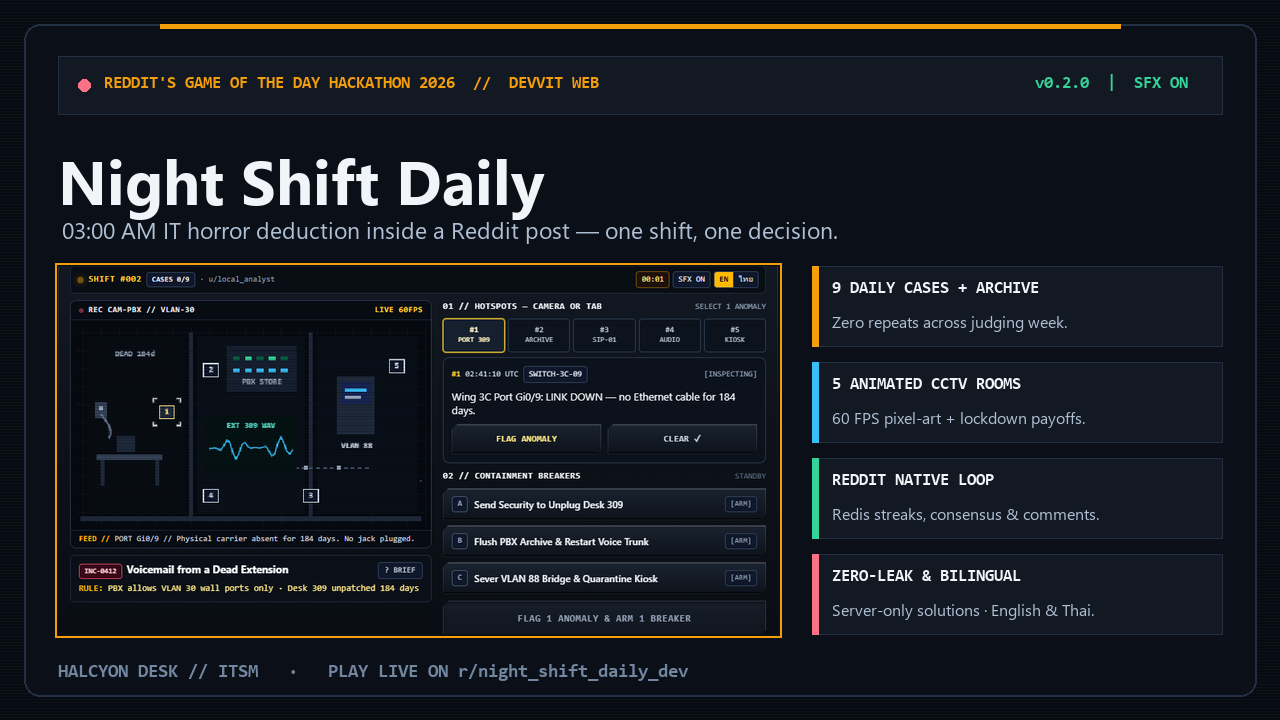 REDDIT'S GAME OF THE DAY HACKATHON 2026 // DEVVIT WEB
v0.2.0 | SFX ON
Night Shift Daily
03:00 AM IT horror deduction inside a Reddit post — one shift, one decision.
SHIFT #002 CASES 0/9 · u/local_analyst
00:01 SFX ON EN ไทย
REC CAM-PBX // VLAN-30 LIVE 60FPS
DEAD 184d
PBX STORE
EXT 309 WAV
VLAN 88
1
2
3
4
5
FEED // PORT Gi0/9 // Physical carrier absent for 184 days. No jack plugged.
INC-0412 Voicemail from a Dead Extension ? BRIEF
RULE: PBX allows VLAN 30 wall ports only · Desk 309 unpatched 184 days
01 // HOTSPOTS — CAMERA OR TAB SELECT 1 ANOMALY
#1 PORT 309
#2 ARCHIVE
#3 SIP-01
#4 AUDIO
#5 KIOSK
#1 02:41:10 UTC SWITCH-3C-09 [INSPECTING]
Wing 3C Port Gi0/9: LINK DOWN — no Ethernet cable for 184
days.
FLAG ANOMALY CLEAR ✓
02 // CONTAINMENT BREAKERS STANDBY
A Send Security to Unplug Desk 309 [ARM]
B Flush PBX Archive & Restart Voice Trunk [ARM]
C Sever VLAN 88 Bridge & Quarantine Kiosk [ARM]
FLAG 1 ANOMALY & ARM 1 BREAKER
9 DAILY CASES + ARCHIVE
Zero repeats across judging week.
5 ANIMATED CCTV ROOMS
60 FPS pixel-art + lockdown payoffs.
REDDIT NATIVE LOOP
Redis streaks, consensus & comments.
ZERO-LEAK & BILINGUAL
Server-only solutions · English & Thai.
HALCYON DESK // ITSM · PLAY LIVE ON r/night_shift_daily_dev